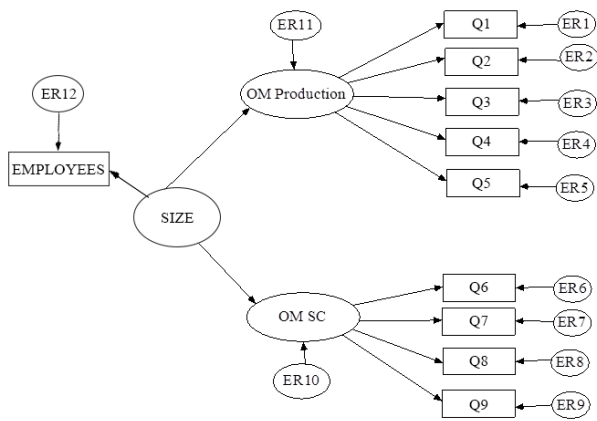 ER11
Q1
ER1
Q2
ER2
ER12
OM Production
Q3
ER3
Q4
ER4
EMPLOYEES
Q5
ER5
SIZE
Q6
ER6
OM SC
Q7
ER7
Q8
ER8
ER10
Q9
ER9